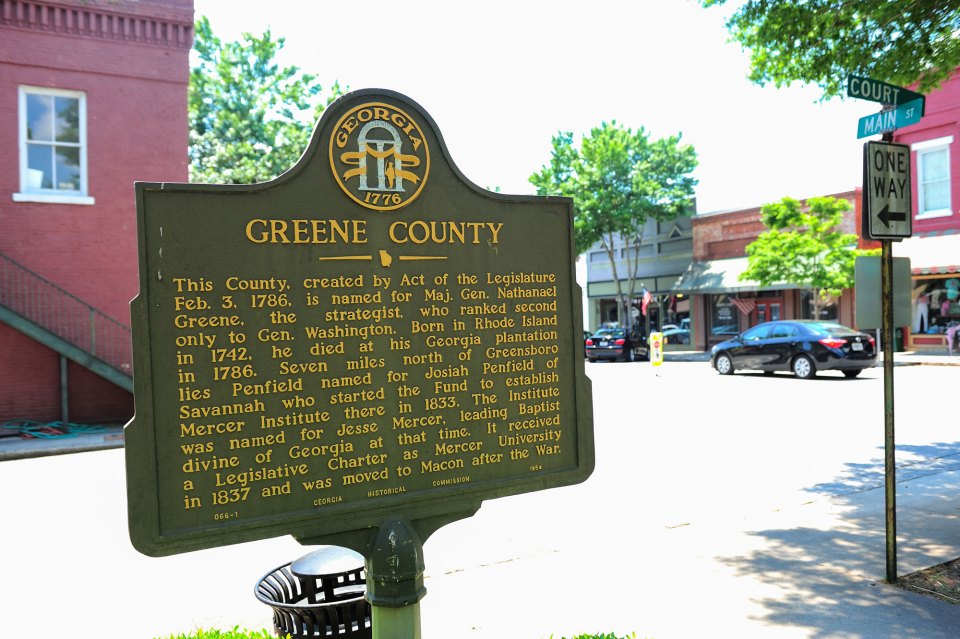 GEORGIA
1776
GREENE COUNTY
This County, created by Act of the Legislature
Feb. 3, 1786, is named for Maj. Gen. Nathanael
Greene, the strategist, who ranked second
only to Gen. Washington. Born in Rhode Island
in 1742, he died at his Georgia plantation
in 1786. Seven miles north of Greensboro
lies Penfield named for Josiah Penfield of
Savannah who started the Fund to establish
Mercer Institute there in 1833. The Institute
was named for Jesse Mercer, leading Baptist
divine of Georgia at that time. It received
a Legislative Charter as Mercer University
in 1837 and was moved to Macon after the War.
066-1 GEORGIA HISTORICAL COMMISSION 1954
COURT
MAIN ST
ONE
WAY